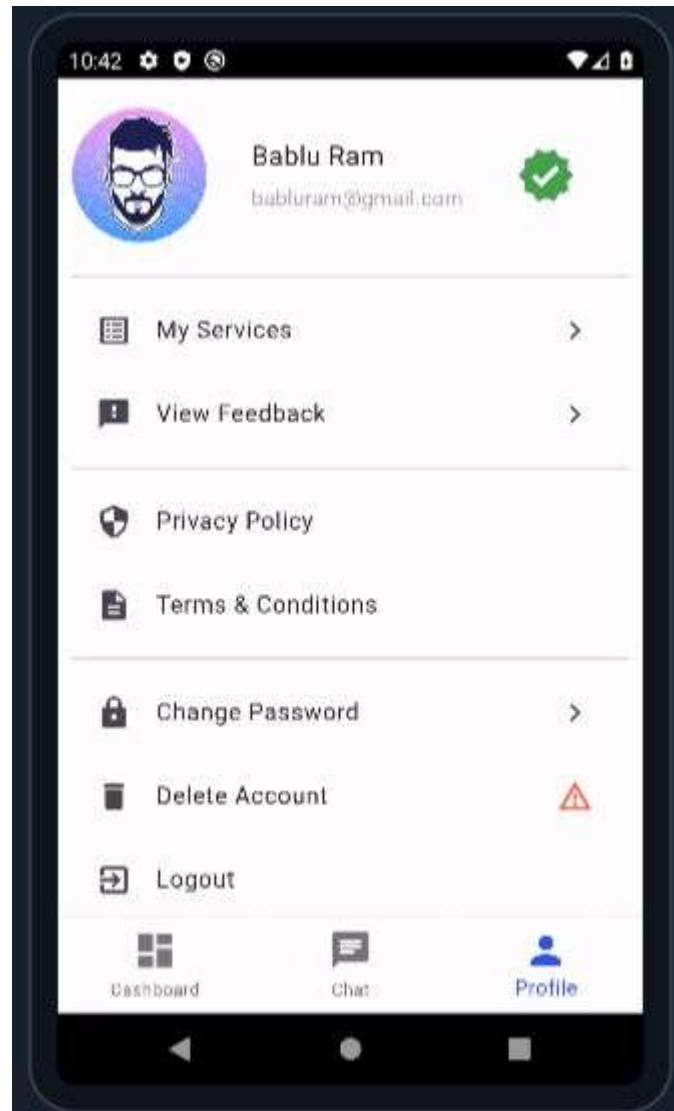 10:42
Bablu Ram
babluram@gmail.com
My Services
View Feedback
Privacy Policy
Terms & Conditions
Change Password
Delete Account
Logout
Dashboard
Chat
Profile